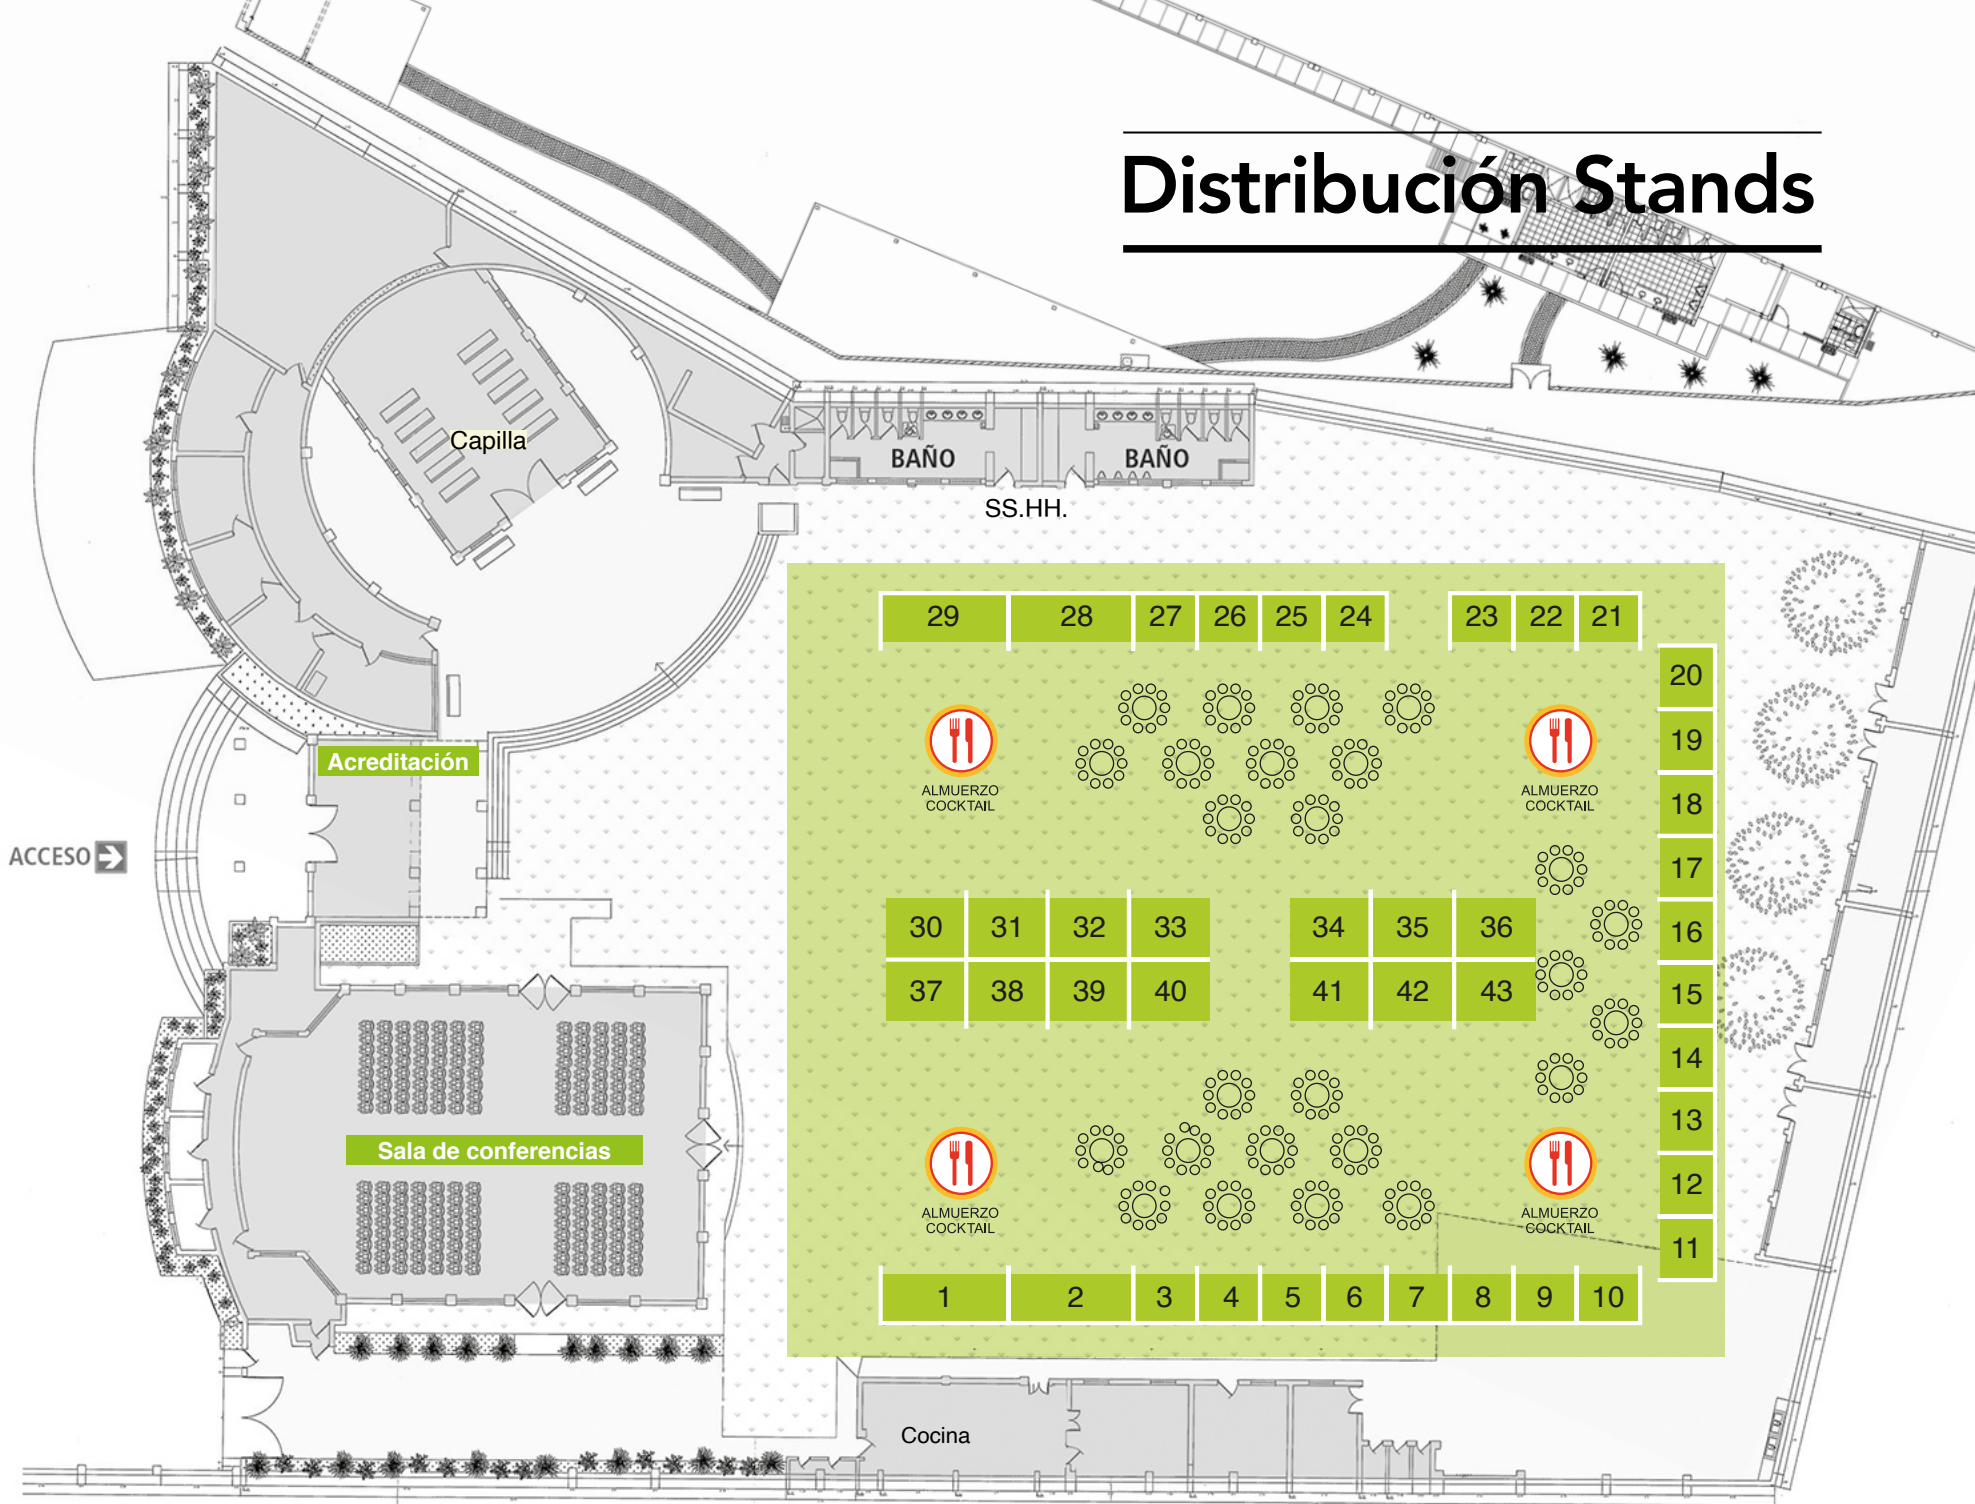 Distribución Stands
Capilla
BAÑO
BAÑO
SS.HH.
29
28
27
26
25
24
23
22
21
20
19
18
17
16
15
14
13
12
11
ALMUERZO
COCKTAIL
ALMUERZO
COCKTAIL
Acreditación
ACCESO
30
31
32
33
34
35
36
37
38
39
40
41
42
43
Sala de conferencias
ALMUERZO
COCKTAIL
ALMUERZO
COCKTAIL
1
2
3
4
5
6
7
8
9
10
Cocina